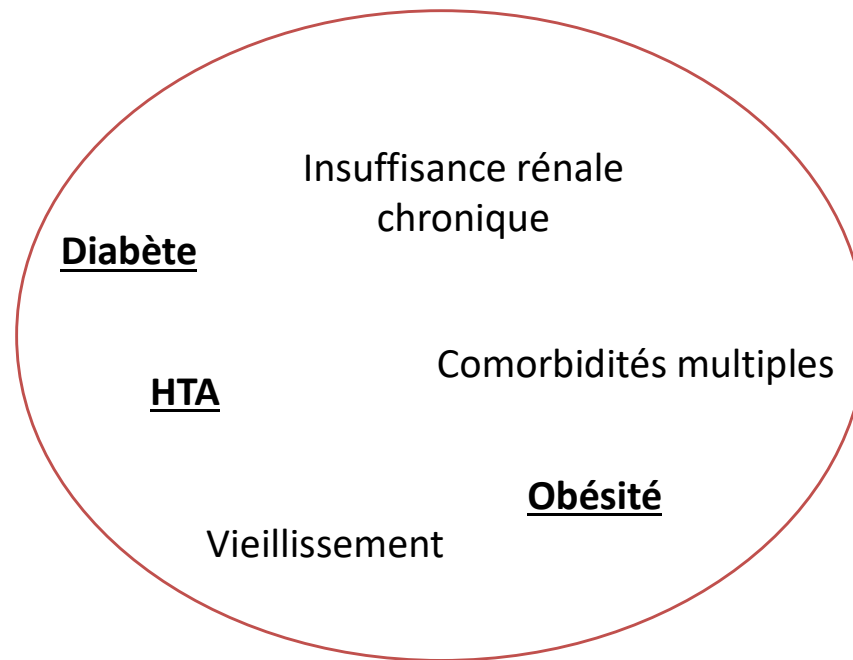 Insuffisance rénale
chronique
Diabète
Comorbidités multiples
HTA
Obésité
Vieillissement